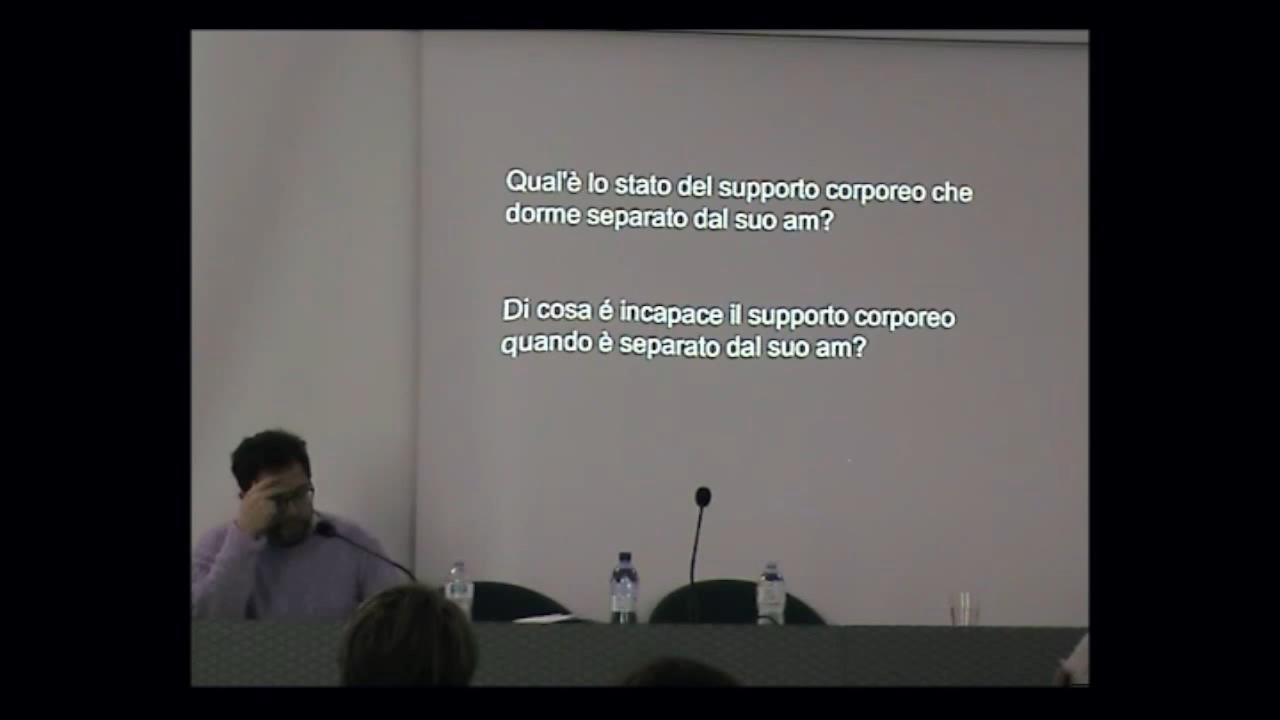 Qual'è lo stato del supporto corporeo che
dorme separato dal suo am?
Di cosa é incapace il supporto corporeo
quando è separato dal suo am?